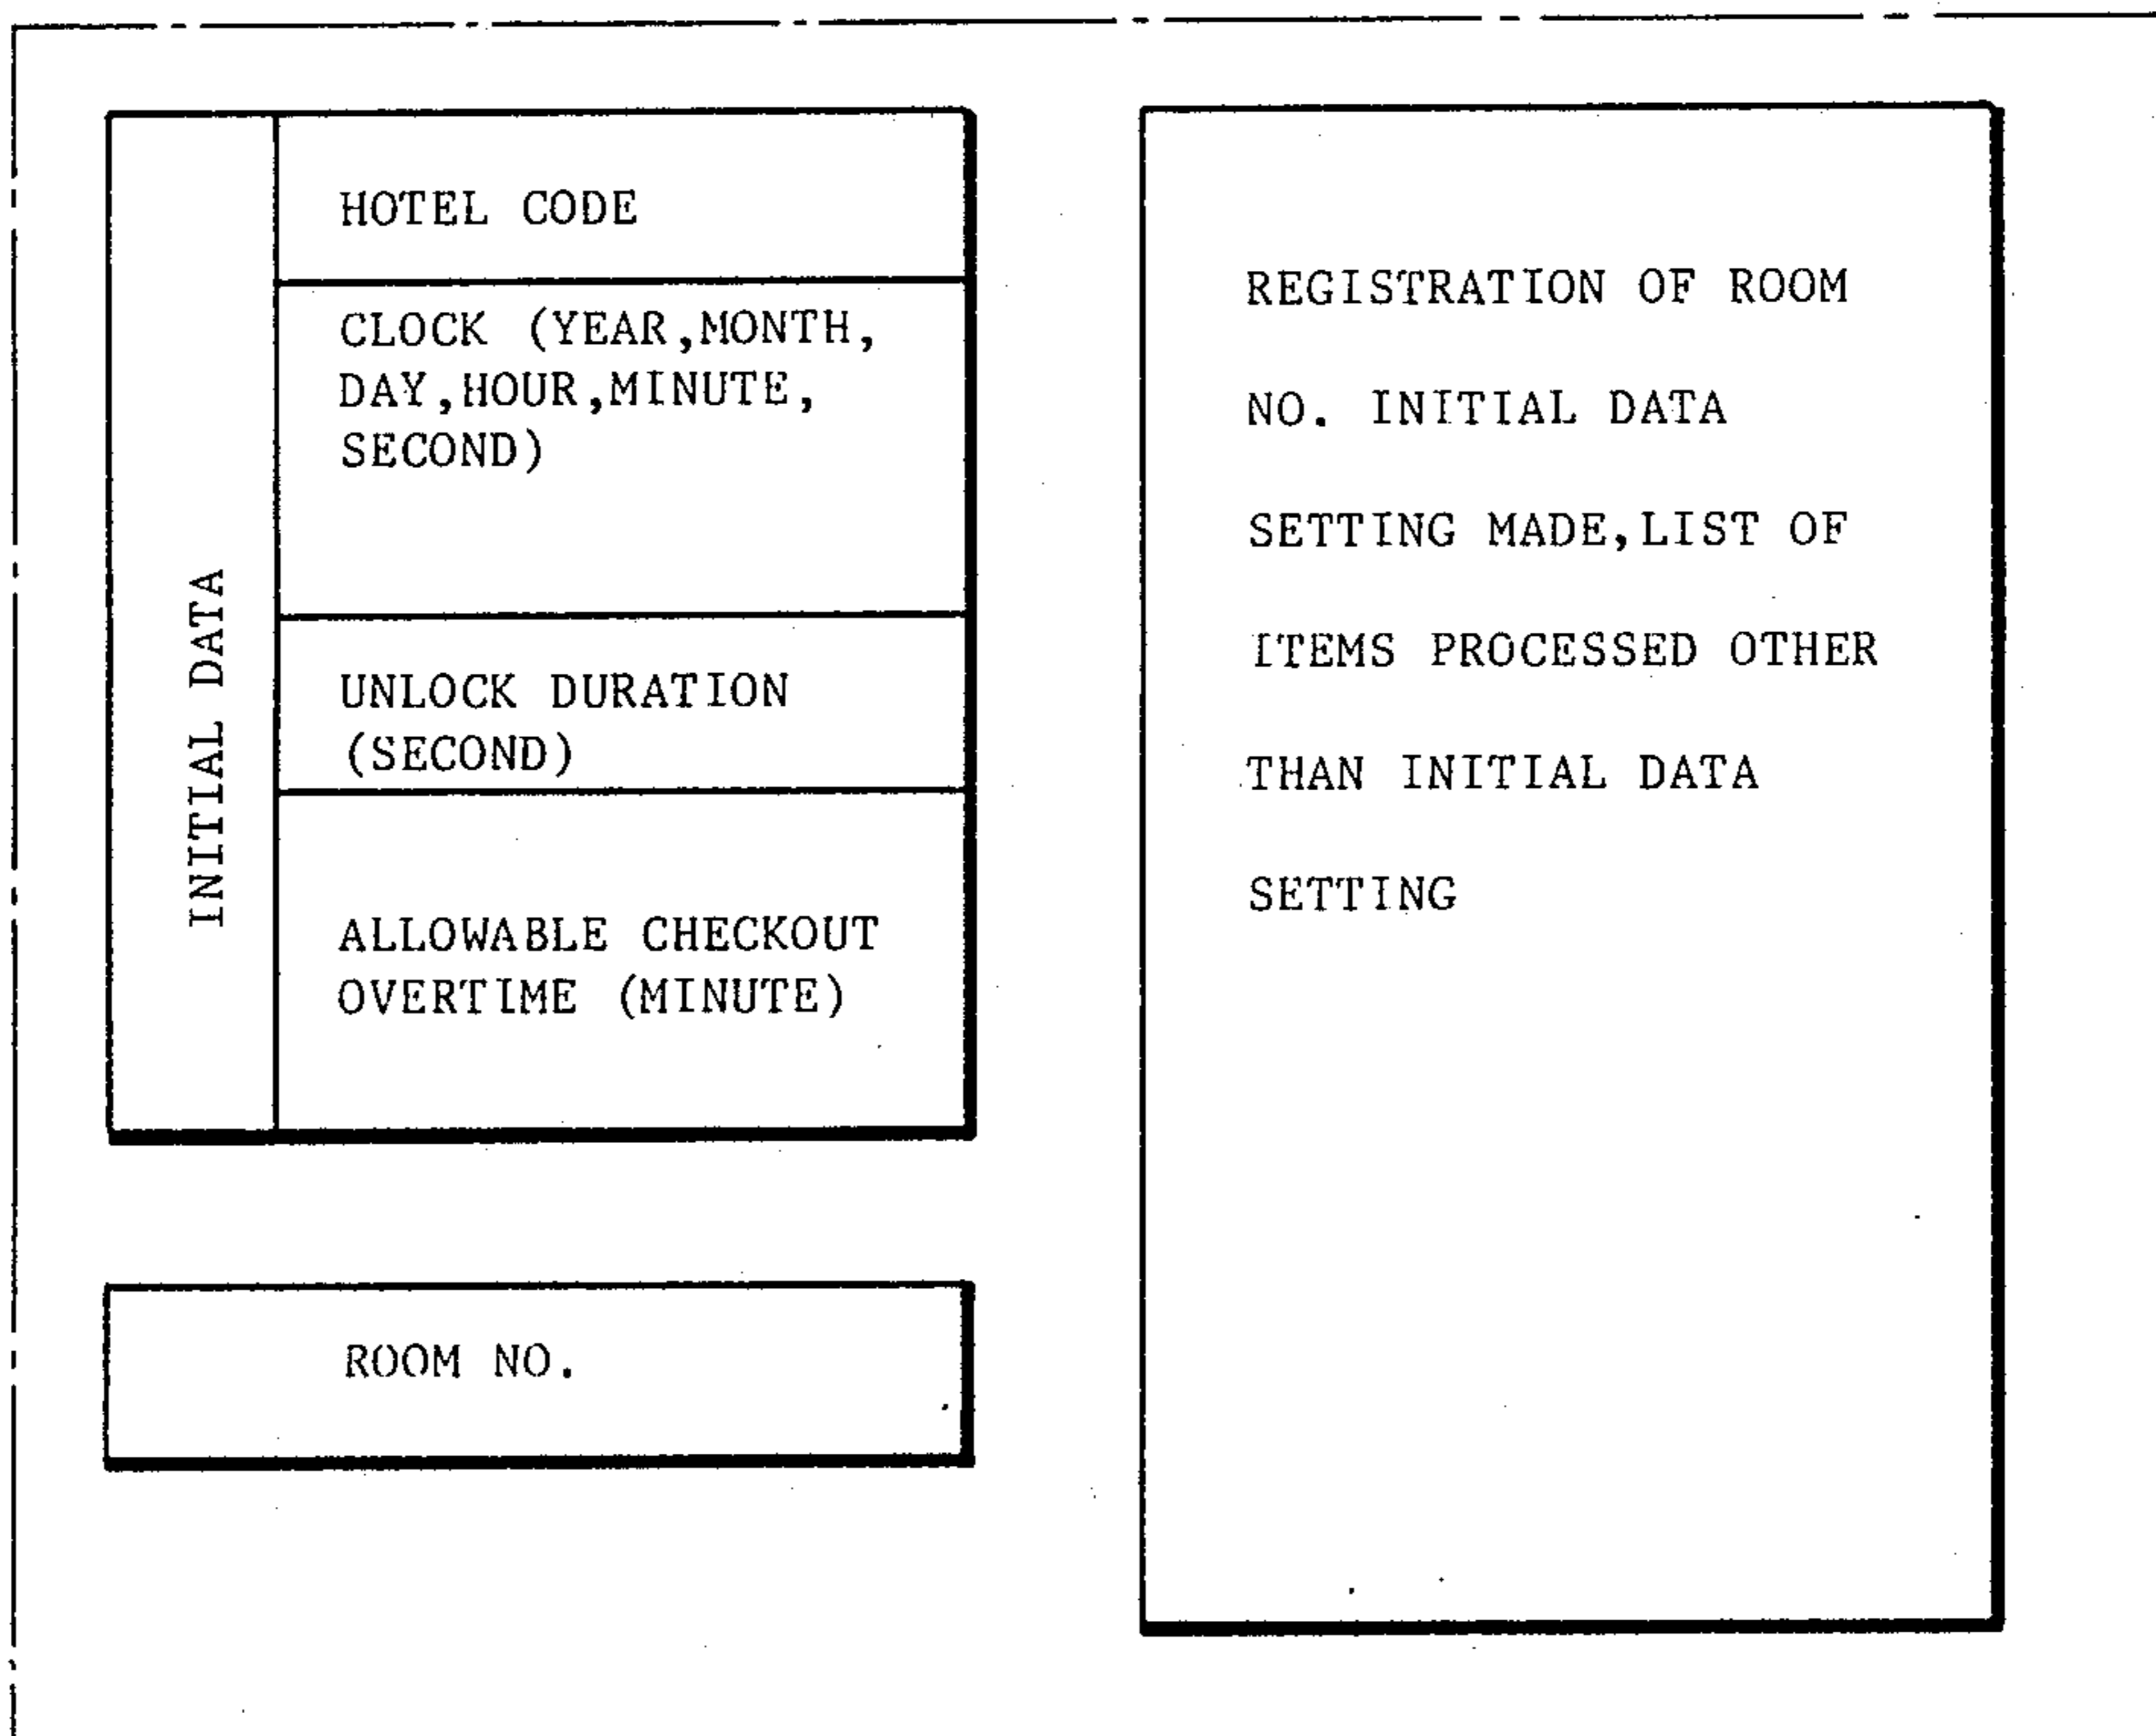 INITIAL DATA
HOTEL CODE
CLOCK (YEAR,MONTH,
DAY,HOUR,MINUTE,
SECOND)
UNLOCK DURATION
(SECOND)
ALLOWABLE CHECKOUT
OVERTIME (MINUTE)
ROOM NO.
REGISTRATION OF ROOM
NO. INITIAL DATA
SETTING MADE,LIST OF
ITEMS PROCESSED OTHER
THAN INITIAL DATA
SETTING